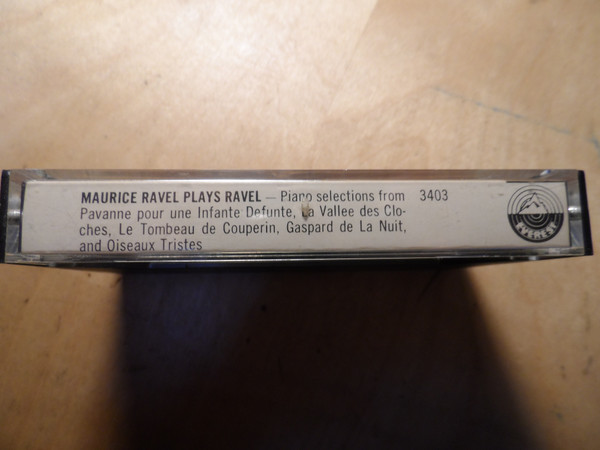 MAURICE RAVEL PLAYS RAVEL — Piano selections from 3403
Pavanne pour une Infante Defunte, La Vallee des Clo-
ches, Le Tombeau de Couperin, Gaspard de La Nuit,
and Oiseaux Tristes
EVEREST